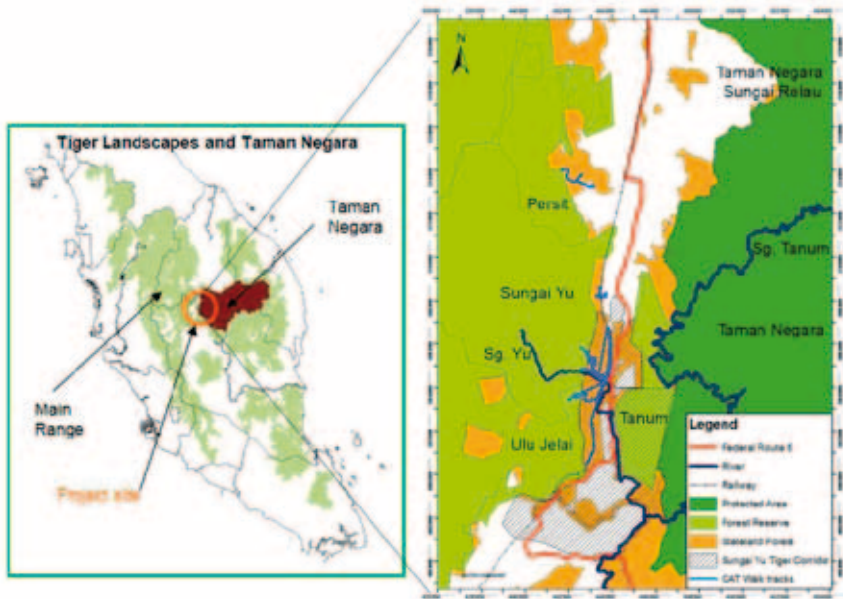 Tiger Landscapes and Taman Negara
Taman
Negara
Main
Range
Project site
N
Taman Negara
Sungai Relau
Persit
Sg. Tanum
Sungai Yu
Taman Negara
Sg. Yu
Tanum
Ulu Jelai
Legend
Federal Route 8
River
Railway
Protected Area
Forest Reserve
Stateland Forest
Sungai Yu Tiger Corridor
CAT Walk tracks